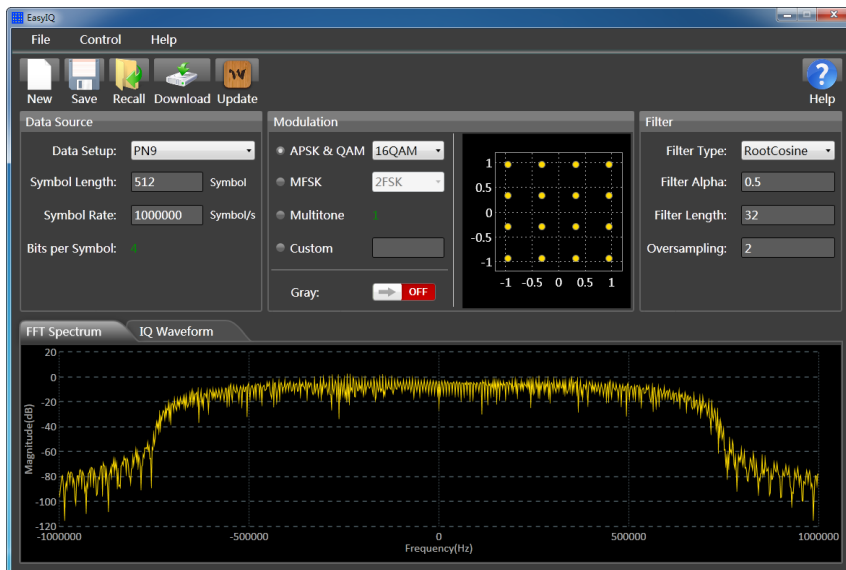 EasyIQ
File Control Help
New Save Recall Download Update Help
Data Source
Data Setup: PN9
Symbol Length: 512 Symbol
Symbol Rate: 1000000 Symbol/s
Bits per Symbol: 4
Modulation
APSK & QAM 16QAM
MFSK 2FSK
Multitone 1
Custom
Gray: OFF
1
0.5
0
-0.5
-1
-1 -0.5 0 0.5 1
Filter
Filter Type: RootCosine
Filter Alpha: 0.5
Filter Length: 32
Oversampling: 2
FFT Spectrum IQ Waveform
Magnitude(dB)
20
0
-20
-40
-60
-80
-100
-120
-1000000 -500000 0 500000 1000000
Frequency(Hz)